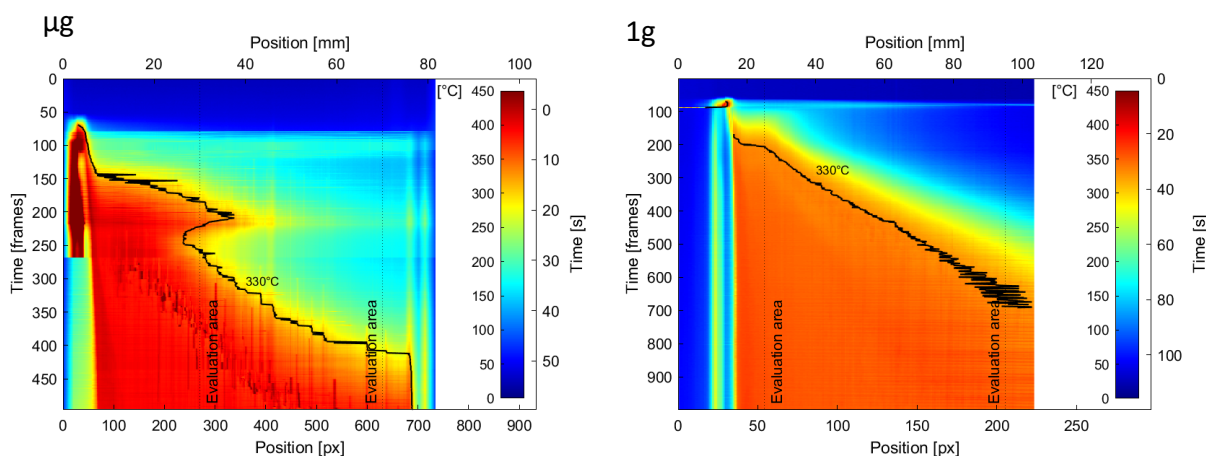 μg
Position [mm]
0 20 40 60 80 100
0
50
100
150
200
250
300
350
400
450
Time [frames]
330°C
Evaluation area
Evaluation area
[°C]
450
400
350
300
250
200
150
100
50
0
0
10
20
30
40
50
Time [s]
0 100 200 300 400 500 600 700 800 900
Position [px]
1g
Position [mm]
0 20 40 60 80 100 120
0
100
200
300
400
500
600
700
800
900
Time [frames]
330°C
Evaluation area
Evaluation area
[°C]
450
400
350
300
250
200
150
100
50
0
0
20
40
60
80
100
Time [s]
0 50 100 150 200 250
Position [px]